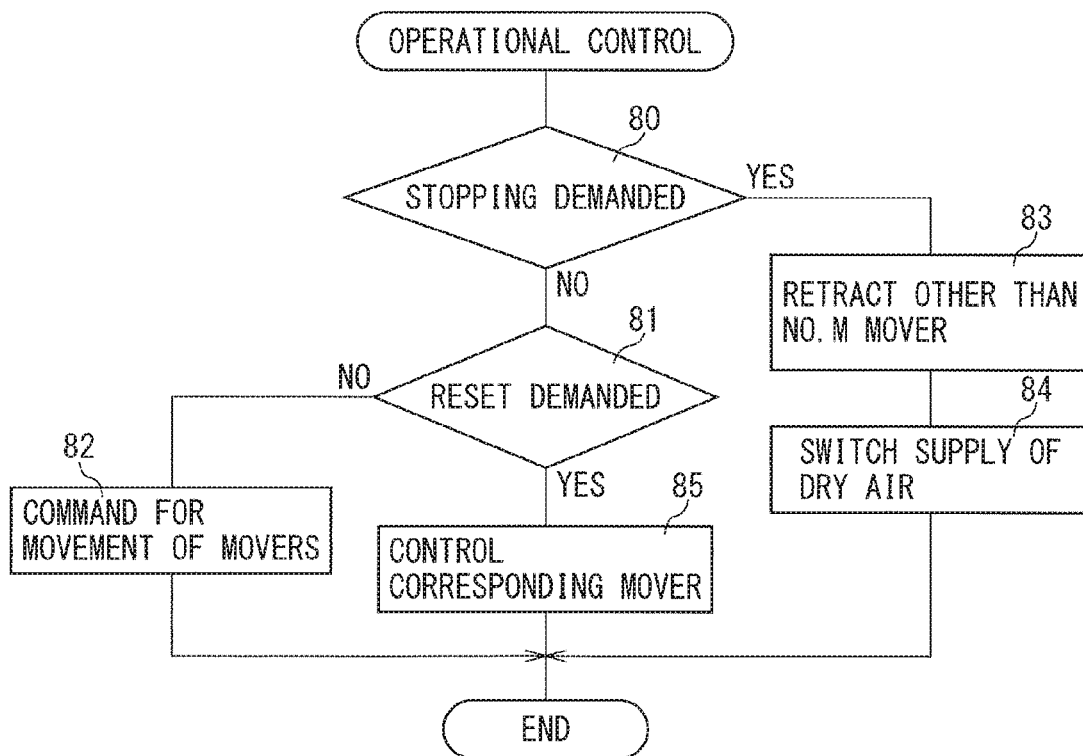 OPERATIONAL CONTROL
80
STOPPING DEMANDED
YES
NO
83
RETRACT OTHER THAN
NO.M MOVER
81
NO
RESET DEMANDED
YES
84
SWITCH SUPPLY OF
DRY AIR
82
COMMAND FOR
MOVEMENT OF MOVERS
85
CONTROL
CORRESPONDING MOVER
END